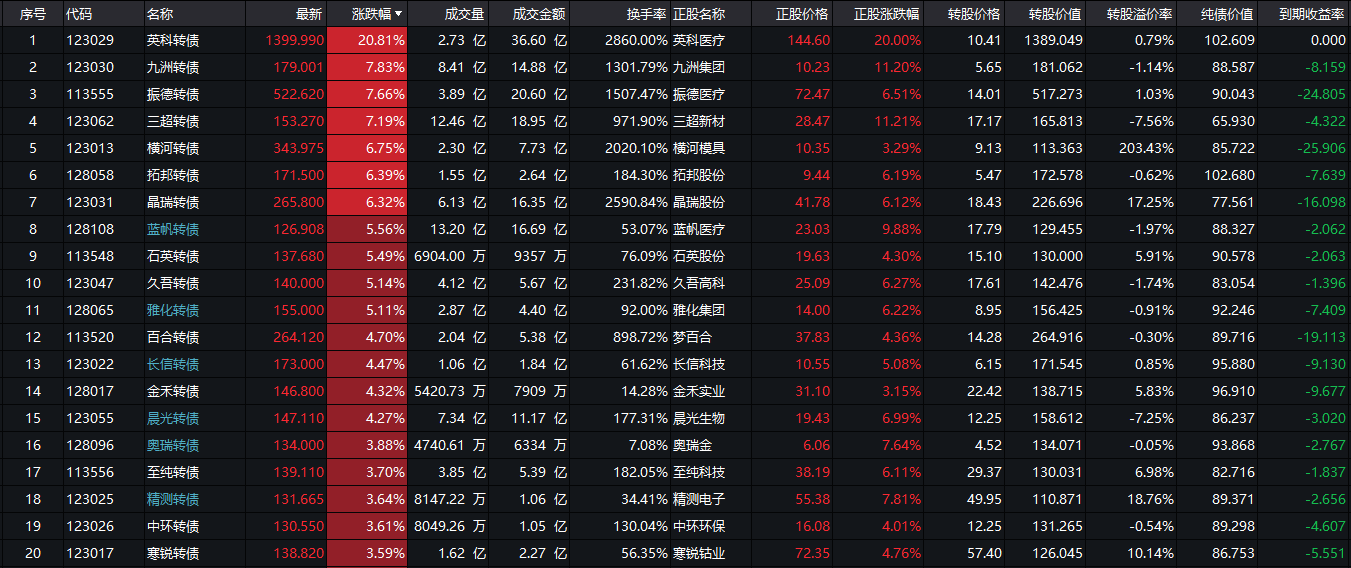 序号 代码 名称 最新 涨跌幅 成交量 成交金额 换手率 正股名称 正股价格 正股涨跌幅 转股价格 转股价值 转股溢价率 纯债价值 到期收益率
1 123029 英科转债 1399.990 20.81% 2.73 亿 36.60 亿 2860.00% 英科医疗 144.60 20.00% 10.41 1389.049 0.79% 102.609 0.000
2 123030 九洲转债 179.001 7.83% 8.41 亿 14.88 亿 1301.79% 九洲集团 10.23 11.20% 5.65 181.062 -1.14% 88.587 -8.159
3 113555 振德转债 522.620 7.66% 3.89 亿 20.60 亿 1507.47% 振德医疗 72.47 6.51% 14.01 517.273 1.03% 90.043 -24.805
4 123062 三超转债 153.270 7.19% 12.46 亿 18.95 亿 971.90% 三超新材 28.47 11.21% 17.17 165.813 -7.56% 65.930 -4.322
5 123013 横河转债 343.975 6.75% 2.30 亿 7.73 亿 2020.10% 横河模具 10.35 3.29% 9.13 113.363 203.43% 85.722 -25.906
6 128058 拓邦转债 171.500 6.39% 1.55 亿 2.64 亿 184.30% 拓邦股份 9.44 6.19% 5.47 172.578 -0.62% 102.680 -7.639
7 123031 晶瑞转债 265.800 6.32% 6.13 亿 16.35 亿 2590.84% 晶瑞股份 41.78 6.12% 18.43 226.696 17.25% 77.561 -16.098
8 128108 蓝帆转债 126.908 5.56% 13.20 亿 16.69 亿 53.07% 蓝帆医疗 23.03 9.88% 17.79 129.455 -1.97% 88.327 -2.062
9 113548 石英转债 137.680 5.49% 6904.00 万 9357 万 76.09% 石英股份 19.63 4.30% 15.10 130.000 5.91% 90.578 -2.063
10 123047 久吾转债 140.000 5.14% 4.12 亿 5.67 亿 231.82% 久吾高科 25.09 6.27% 17.61 142.476 -1.74% 83.054 -1.396
11 128065 雅化转债 155.000 5.11% 2.87 亿 4.40 亿 92.00% 雅化集团 14.00 6.22% 8.95 156.425 -0.91% 92.246 -7.409
12 113520 百合转债 264.120 4.70% 2.04 亿 5.38 亿 898.72% 梦百合 37.83 4.36% 14.28 264.916 -0.30% 89.716 -19.113
13 123022 长信转债 173.000 4.47% 1.06 亿 1.84 亿 61.62% 长信科技 10.55 5.08% 6.15 171.545 0.85% 95.880 -9.130
14 128017 金禾转债 146.800 4.32% 5420.73 万 7909 万 14.28% 金禾实业 31.10 3.15% 22.42 138.715 5.83% 96.910 -9.677
15 123055 晨光转债 147.110 4.27% 7.34 亿 11.17 亿 177.31% 晨光生物 19.43 6.99% 12.25 158.612 -7.25% 86.237 -3.020
16 128096 奥瑞转债 134.000 3.88% 4740.61 万 6334 万 7.08% 奥瑞金 6.06 7.64% 4.52 134.071 -0.05% 93.868 -2.767
17 113556 至纯转债 139.110 3.70% 3.85 亿 5.39 亿 182.05% 至纯科技 38.19 6.11% 29.37 130.031 6.98% 82.716 -1.837
18 123025 精测转债 131.665 3.64% 8147.22 万 1.06 亿 34.41% 精测电子 55.38 7.81% 49.95 110.871 18.76% 89.371 -2.656
19 123026 中环转债 130.550 3.61% 8049.26 万 1.05 亿 130.04% 中环环保 16.08 4.01% 12.25 131.265 -0.54% 89.298 -4.607
20 123017 寒锐转债 138.820 3.59% 1.62 亿 2.27 亿 56.35% 寒锐钴业 72.35 4.76% 57.40 126.045 10.14% 86.753 -5.551